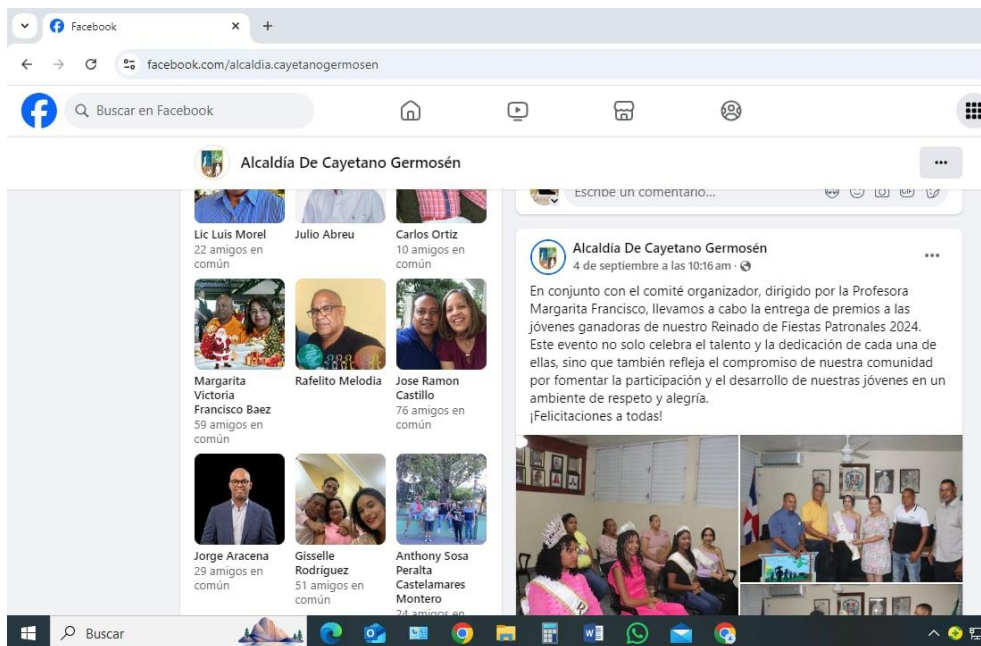 Facebook
facebook.com/alcaldia.cayetanogermosen
Buscar en Facebook
Alcaldía De Cayetano Germosén
Lic Luis Morel
22 amigos en
común
Julio Abreu
Carlos Ortiz
10 amigos en
común
Margarita
Victoria
Francisco Baez
59 amigos en
común
Rafelito Melodia
Jose Ramon
Castillo
76 amigos en
común
Jorge Aracena
29 amigos en
común
Gisselle
Rodríguez
51 amigos en
común
Anthony Sosa
Peralta
Castelamares
Montero
24 amigos en
Escribe un comentario...
Alcaldía De Cayetano Germosén
4 de septiembre a las 10:16 am ·
En conjunto con el comité organizador, dirigido por la Profesora
Margarita Francisco, llevamos a cabo la entrega de premios a las
jóvenes ganadoras de nuestro Reinado de Fiestas Patronales 2024.
Este evento no solo celebra el talento y la dedicación de cada una de
ellas, sino que también refleja el compromiso de nuestra comunidad
por fomentar la participación y el desarrollo de nuestras jóvenes en un
ambiente de respeto y alegría.
¡Felicitaciones a todas!
Buscar